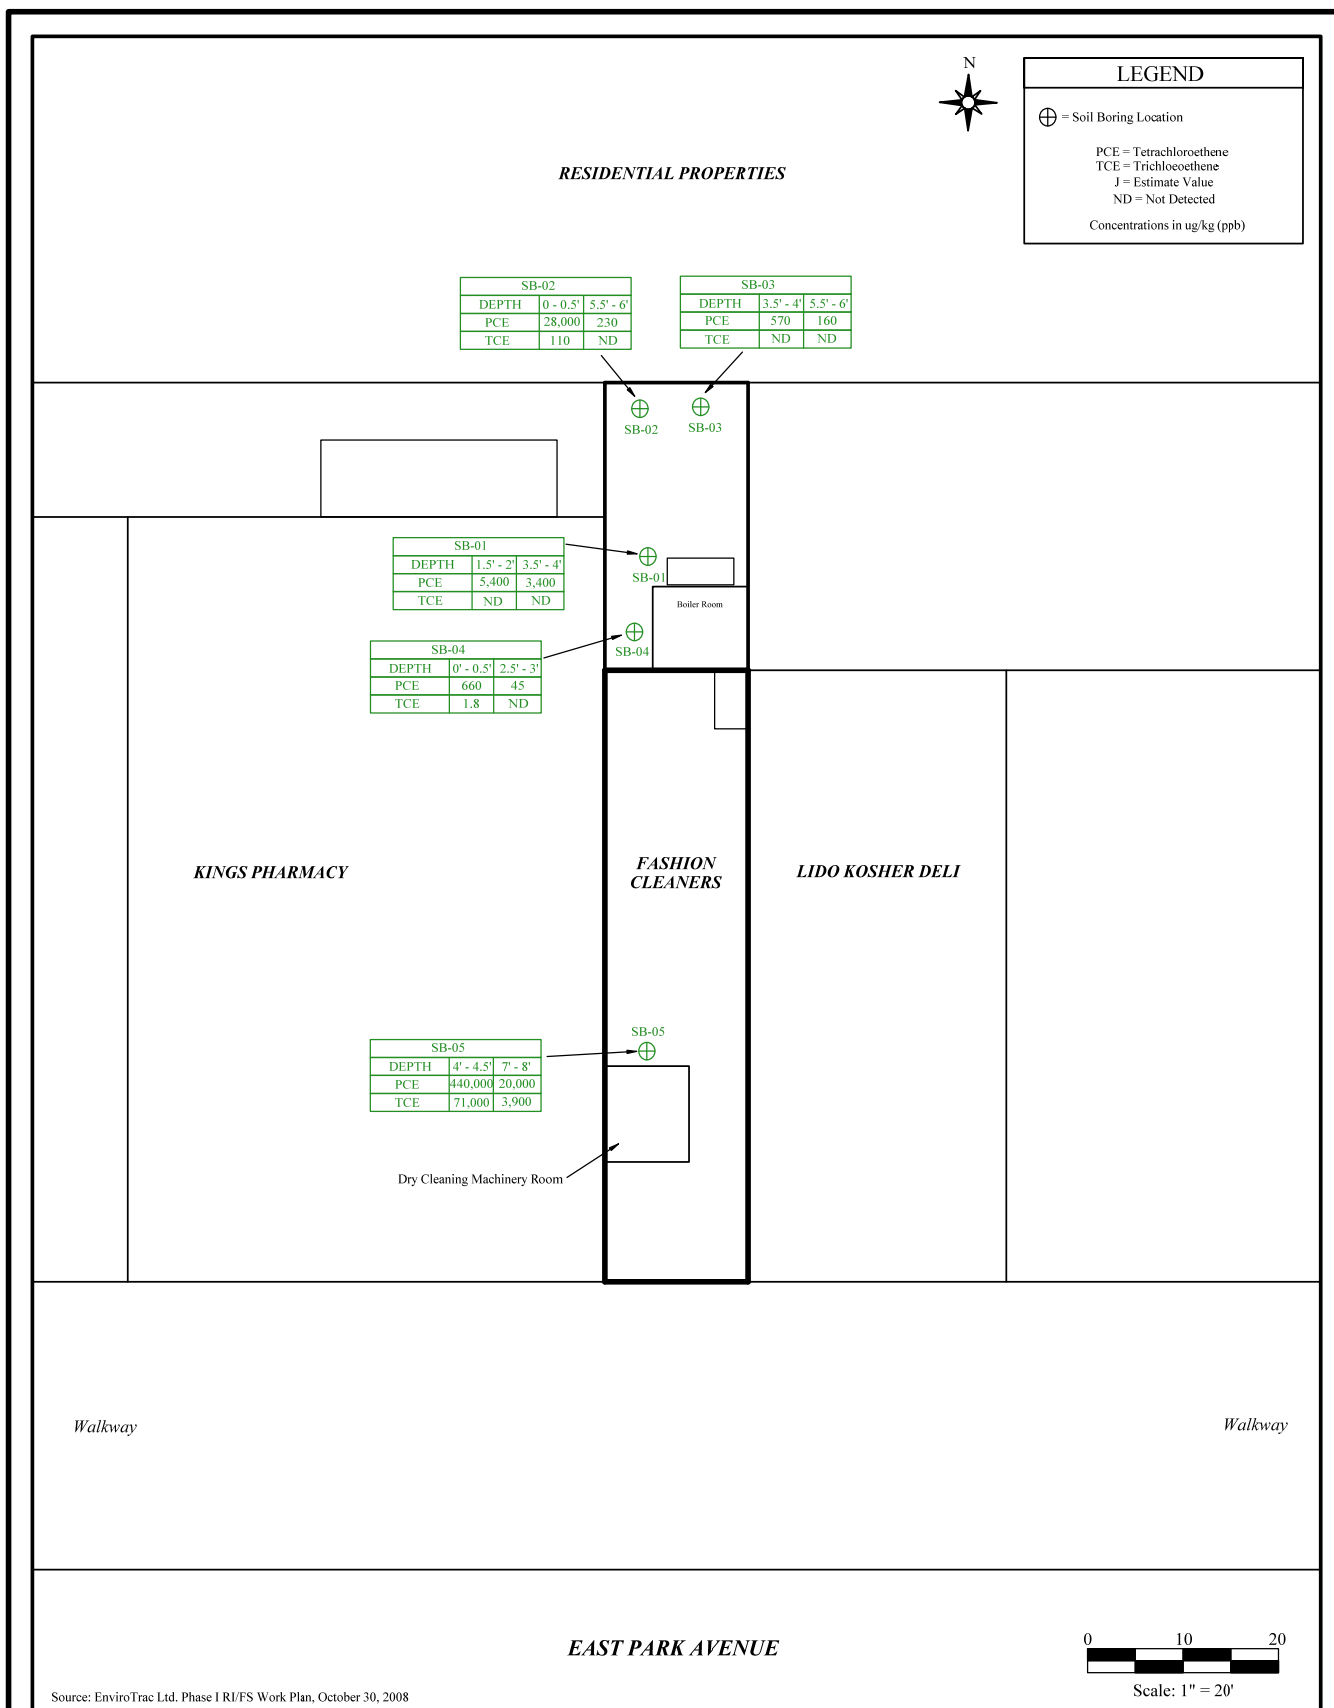 N
LEGEND
= Soil Boring Location
PCE = Tetrachloroethene
TCE = Trichloeoethene
J = Estimate Value
ND = Not Detected
Concentrations in ug/kg (ppb)
RESIDENTIAL PROPERTIES
SB-02
DEPTH 0 - 0.5' 5.5' - 6'
PCE 28,000 230
TCE 110 ND
SB-03
DEPTH 3.5' - 4' 5.5' - 6'
PCE 570 160
TCE ND ND
SB-02
SB-03
SB-01
DEPTH 1.5' - 2' 3.5' - 4'
PCE 5,400 3,400
TCE ND ND
SB-01
Boiler Room
SB-04
DEPTH 0' - 0.5' 2.5' - 3'
PCE 660 45
TCE 1.8 ND
SB-04
KINGS PHARMACY
FASHION
CLEANERS
LIDO KOSHER DELI
SB-05
SB-05
DEPTH 4' - 4.5' 7' - 8'
PCE 440,000 20,000
TCE 71,000 3,900
Dry Cleaning Machinery Room
Walkway
Walkway
EAST PARK AVENUE
0 10 20
Scale: 1" = 20'
Source: EnviroTrac Ltd. Phase I RI/FS Work Plan, October 30, 2008